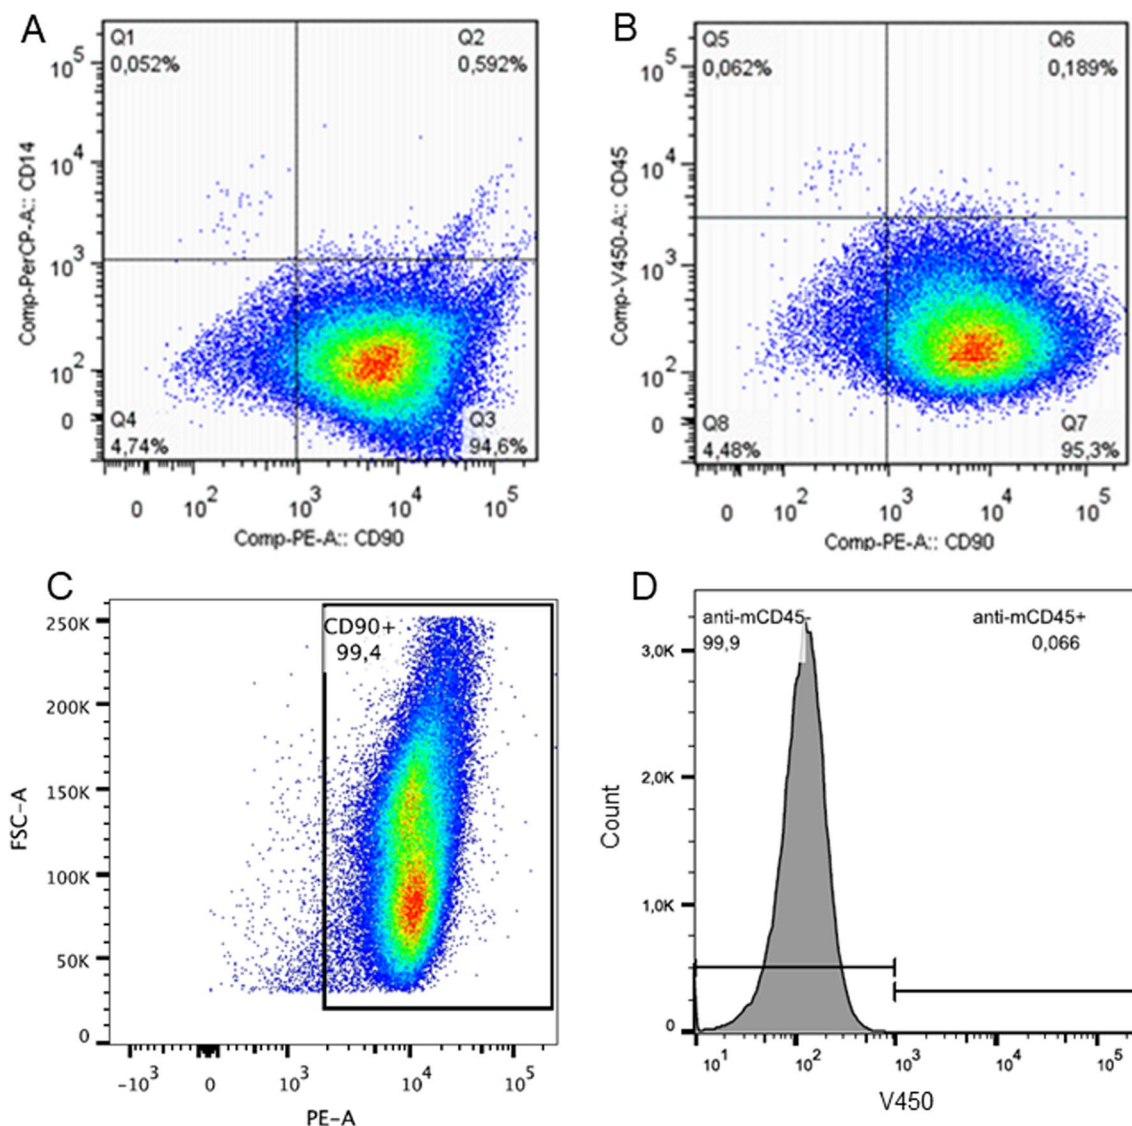 A
Q1
0,052%
Q2
0,592%
10^5
10^4
10^3
10^2
0
Comp-PerCP-A:: CD14
Q4
4,74%
Q3
94,6%
0 10^2 10^3 10^4 10^5
Comp-PE-A:: CD90
B
Q5
0,062%
Q6
0,189%
10^5
10^4
10^3
10^2
0
Comp-V450-A:: CD45
Q8
4,48%
Q7
95,3%
0 10^2 10^3 10^4 10^5
Comp-PE-A:: CD90
C
250K
200K
150K
100K
50K
0
FSC-A
CD90+
99,4
-10^3 0 10^3 10^4 10^5
PE-A
D
anti-mCD45-
99,9
anti-mCD45+
0,066
3,0K
2,0K
1,0K
0
Count
10^1 10^2 10^3 10^4 10^5
V450